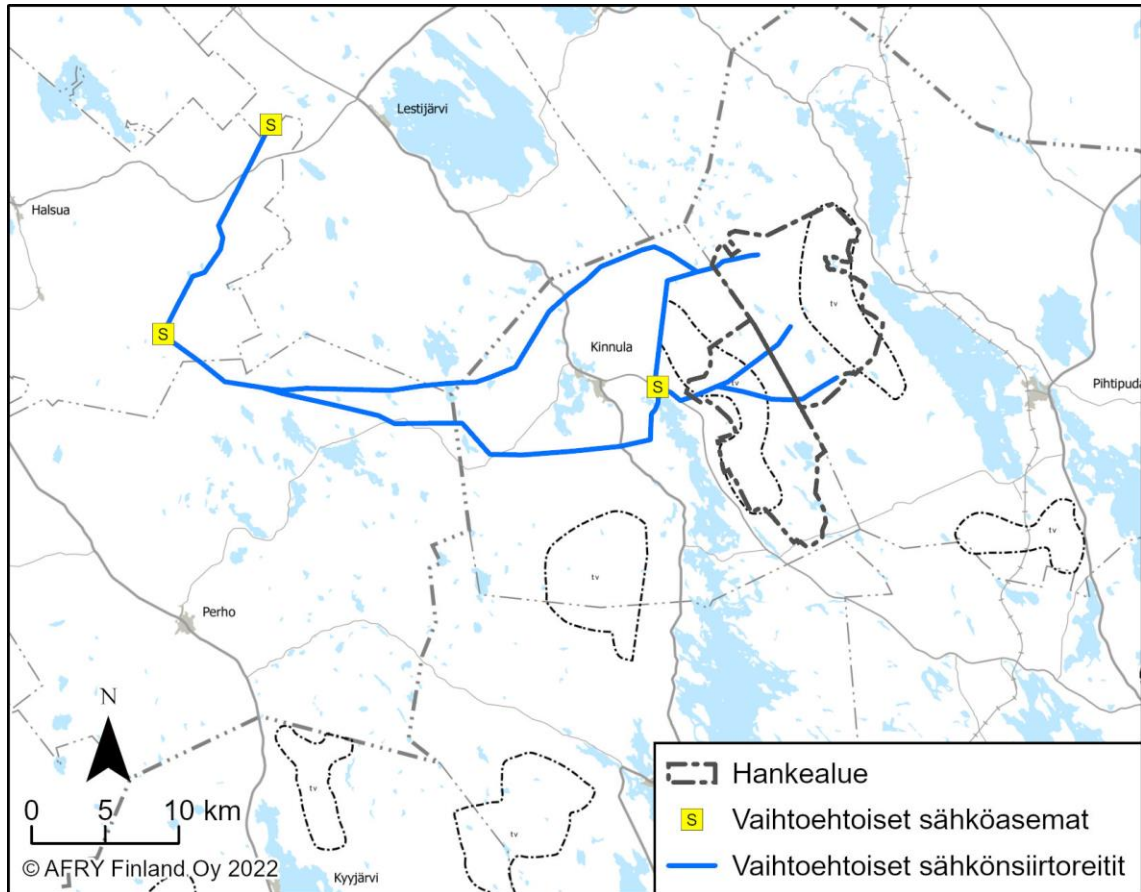 S
Lestijärvi
Halsua
S
Kinnula
S
tv
tv
Pihtipuda
tv
tv
Perho
tv
tv
N
0 5 10 km
© AFRY Finland Oy 2022
Kyyjärvi
Hankealue
S Vaihtoehtoiset sähköasemat
Vaihtoehtoiset sähkönsiirtoreitit